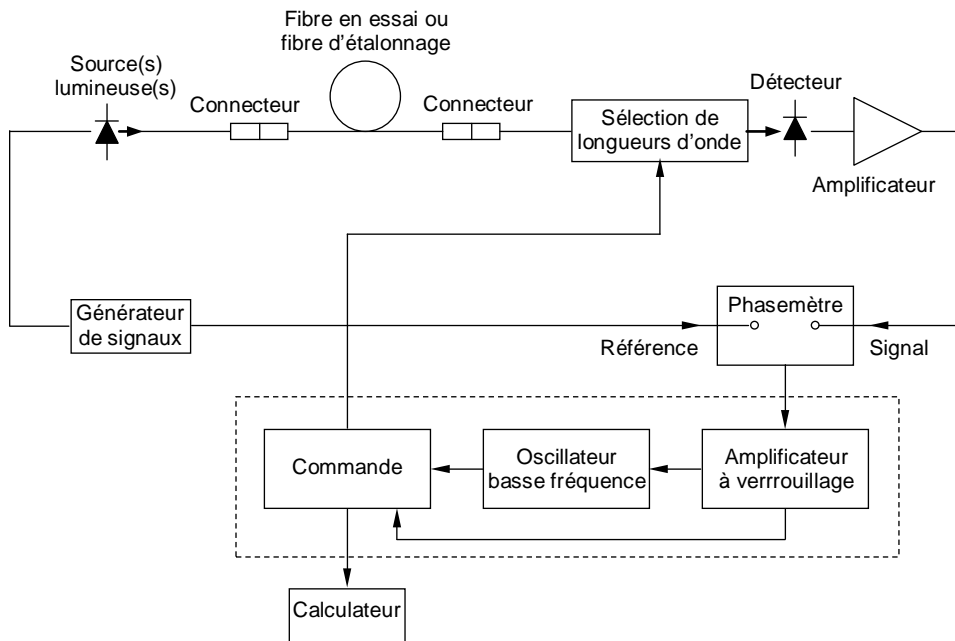 Fibre en essai ou
fibre d'étalonnage
Source(s)
lumineuse(s)
Connecteur
Connecteur
Sélection de
longueurs d'onde
Détecteur
Amplificateur
Générateur
de signaux
Référence
Phasemètre
Signal
Commande
Oscillateur
basse fréquence
Amplificateur
à verrrouillage
Calculateur